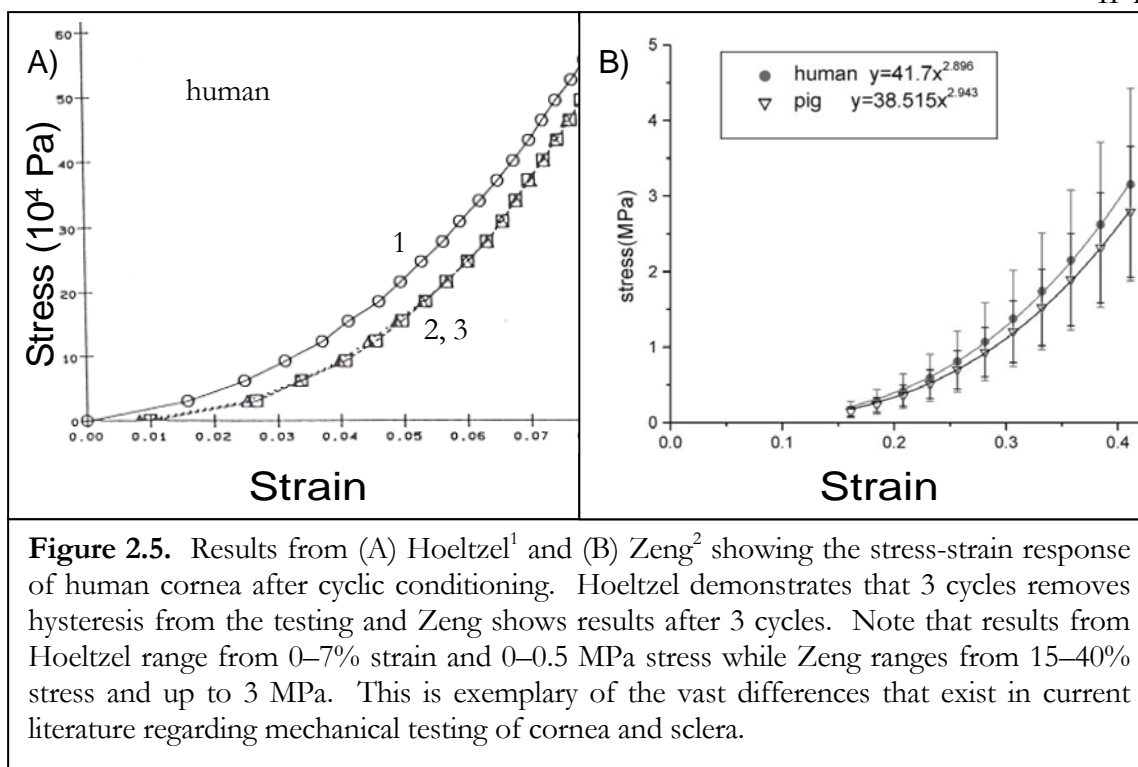 A)
human
Stress (10⁴ Pa)
60
50
40
30
20
10
0
1
2, 3
0.00 0.01 0.02 0.03 0.04 0.05 0.06 0.07
Strain
B)
human y=41.7x^2.896
pig y=38.515x^2.943
stress(MPa)
5
4
3
2
1
0
0.0 0.1 0.2 0.3 0.4
Strain
Figure 2.5. Results from (A) Hoeltzel¹ and (B) Zeng² showing the stress-strain response
of human cornea after cyclic conditioning. Hoeltzel demonstrates that 3 cycles removes
hysteresis from the testing and Zeng shows results after 3 cycles. Note that results from
Hoeltzel range from 0–7% strain and 0–0.5 MPa stress while Zeng ranges from 15–40%
stress and up to 3 MPa. This is exemplary of the vast differences that exist in current
literature regarding mechanical testing of cornea and sclera.